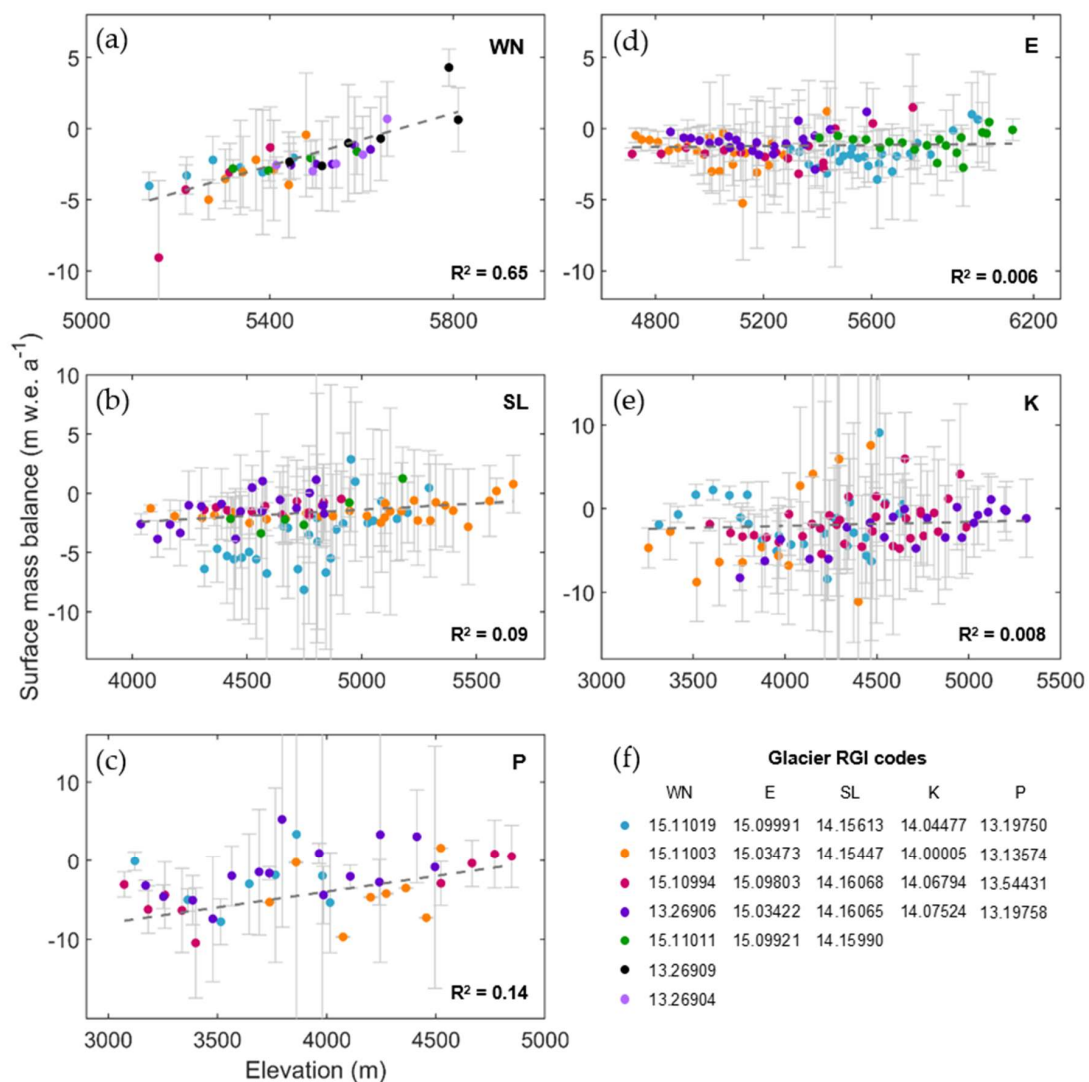 (a)
WN
5
0
-5
-10
R² = 0.65
5000 5400 5800
(d)
E
5
0
-5
-10
R² = 0.006
4800 5200 5600 6200
Surface mass balance (m w.e. a⁻¹)
(b)
SL
10
5
0
-5
-10
R² = 0.09
4000 4500 5000 5500
(e)
K
10
0
-10
R² = 0.008
3000 3500 4000 4500 5000 5500
(c)
P
10
0
-10
R² = 0.14
3000 3500 4000 4500 5000
Elevation (m)
(f)
Glacier RGI codes
WN E SL K P
15.11019 15.09991 14.15613 14.04477 13.19750
15.11003 15.03473 14.15447 14.00005 13.13574
15.10994 15.09803 14.16068 14.06794 13.54431
13.26906 15.03422 14.16065 14.07524 13.19758
15.11011 15.09921 14.15990
13.26909
13.26904